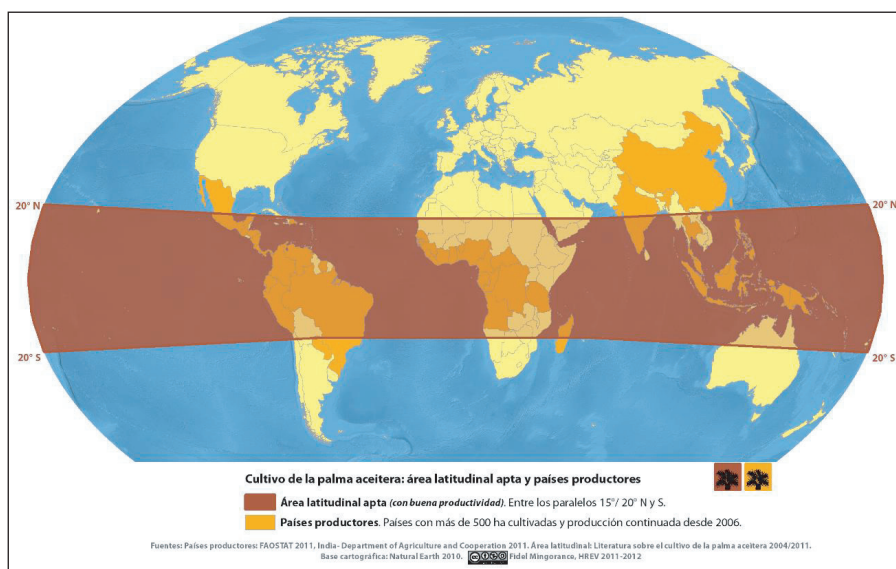 20° N
20° N
20° S
20° S
Cultivo de la palma aceitera: área latitudinal apta y países productores
Área latitudinal apta (con buena productividad). Entre los paralelos 15°/ 20° N y S.
Países productores. Países con más de 500 ha cultivadas y producción continuada desde 2006.
Fuentes: Países productores: FAOSTAT 2011, India- Department of Agriculture and Cooperation 2011. Área latitudinal: Literatura sobre el cultivo de la palma aceitera 2004/2011.
Base cartográfica: Natural Earth 2010. Fidel Mingorance, HREV 2011-2012